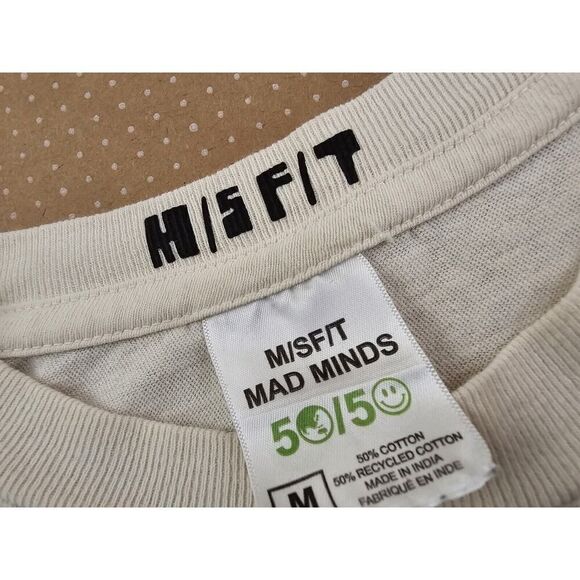 M/SF/T
M/SF/T
MAD MINDS
50/50
50% COTTON
50% RECYCLED COTTON
MADE IN INDIA
FABRIQUÉ EN INDE
M